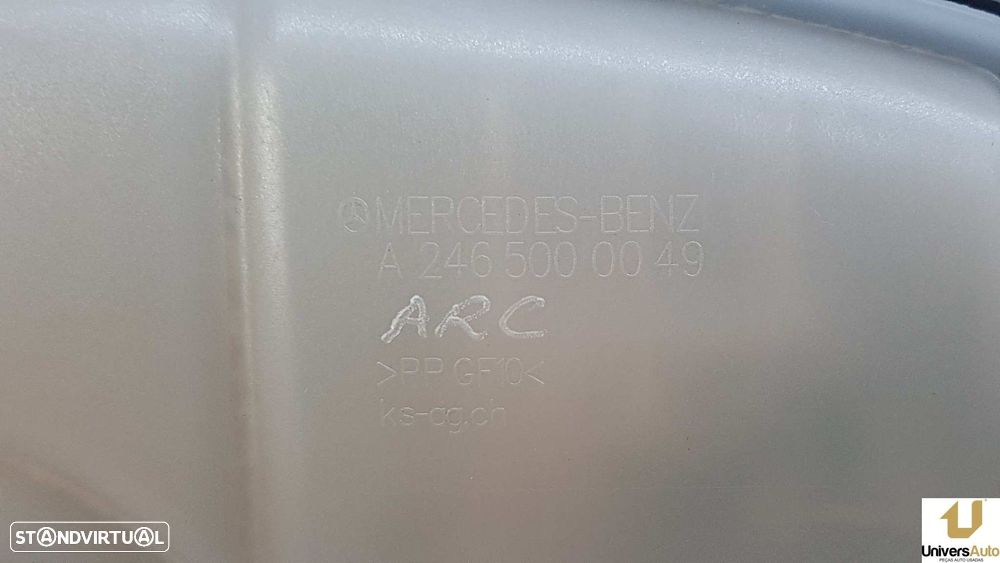 MERCEDES-BENZ
A 246 500 00 49
ARC
>PP GF10<
ks-ag.ch
STANDVIRTUAL
UniversAuto
PEÇAS AUTO USADAS